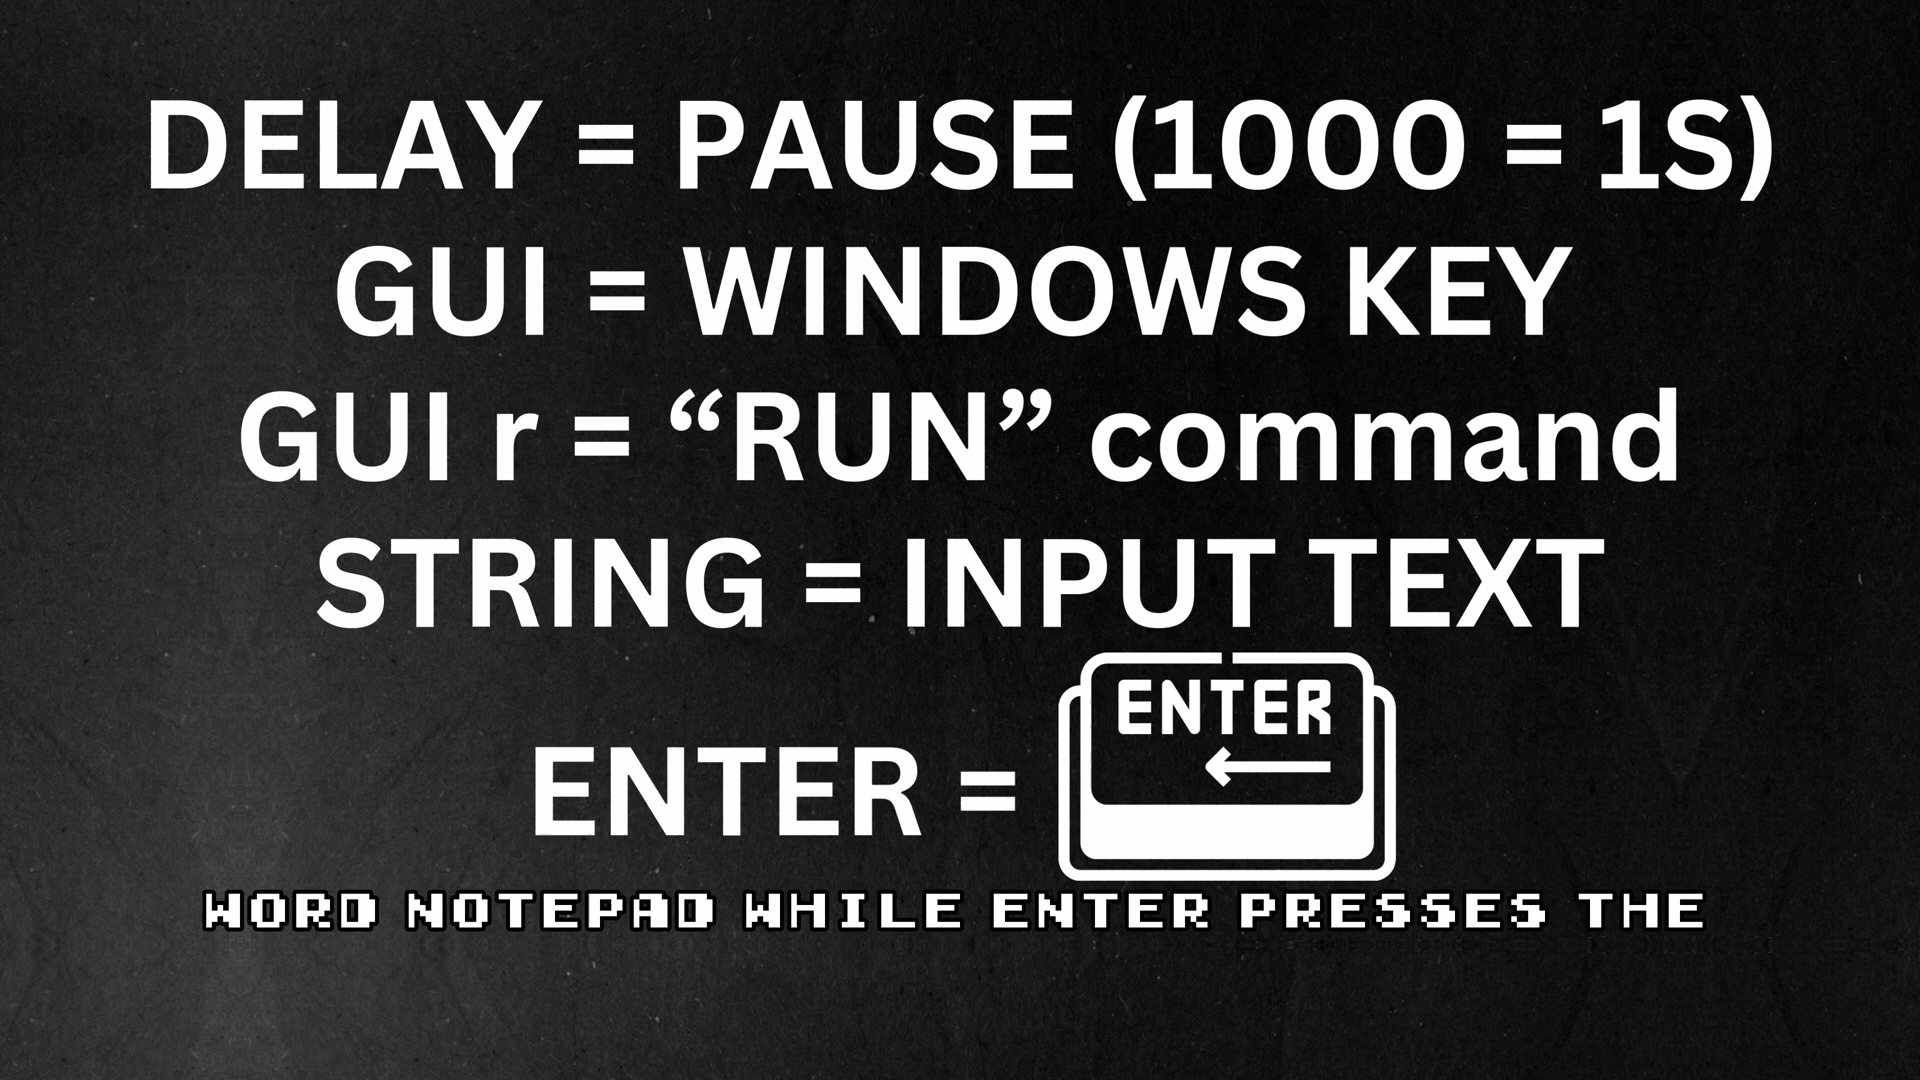 DELAY = PAUSE (1000 = 1S)
GUI = WINDOWS KEY
GUI r = “RUN” command
STRING = INPUT TEXT
ENTER
ENTER =
WORD NOTEPAD WHILE ENTER PRESSES THE